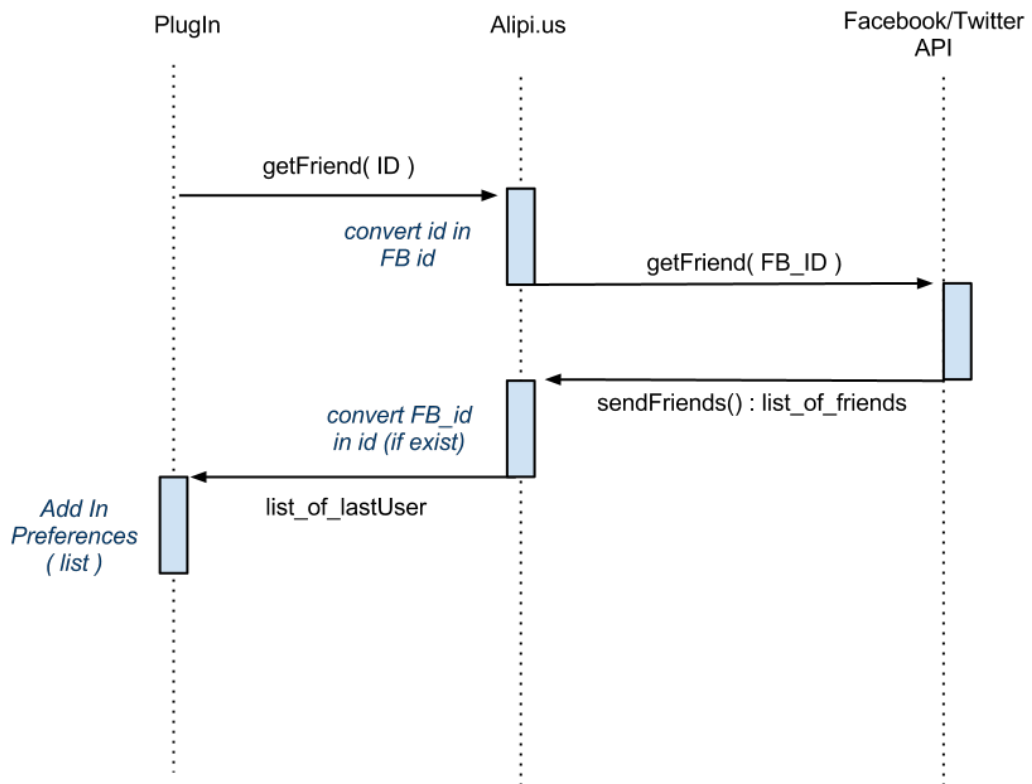 PlugIn
Alipi.us
Facebook/Twitter
API
getFriend( ID )
convert id in
FB id
getFriend( FB_ID )
sendFriends() : list_of_friends
convert FB_id
in id (if exist)
list_of_lastUser
Add In
Preferences
( list )